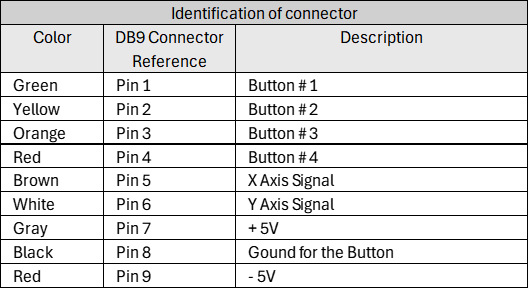 Identification of connector
Color DB9 Connector Reference Description
Green Pin 1 Button # 1
Yellow Pin 2 Button # 2
Orange Pin 3 Button # 3
Red Pin 4 Button # 4
Brown Pin 5 X Axis Signal
White Pin 6 Y Axis Signal
Gray Pin 7 + 5V
Black Pin 8 Gound for the Button
Red Pin 9 - 5V